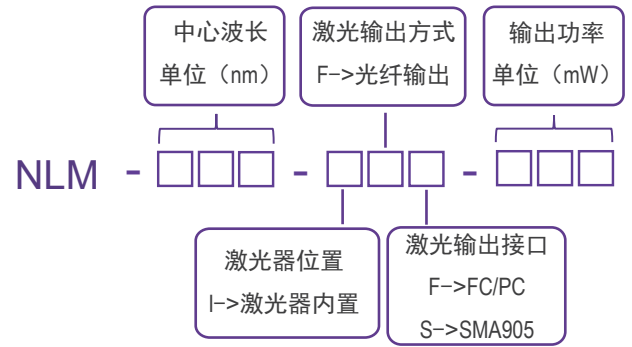 中心波长
单位（nm）
激光输出方式
F->光纤输出
输出功率
单位（mW）
NLM - □□□ - □□□ - □□□
激光器位置
I->激光器内置
激光输出接口
F->FC/PC
S->SMA905